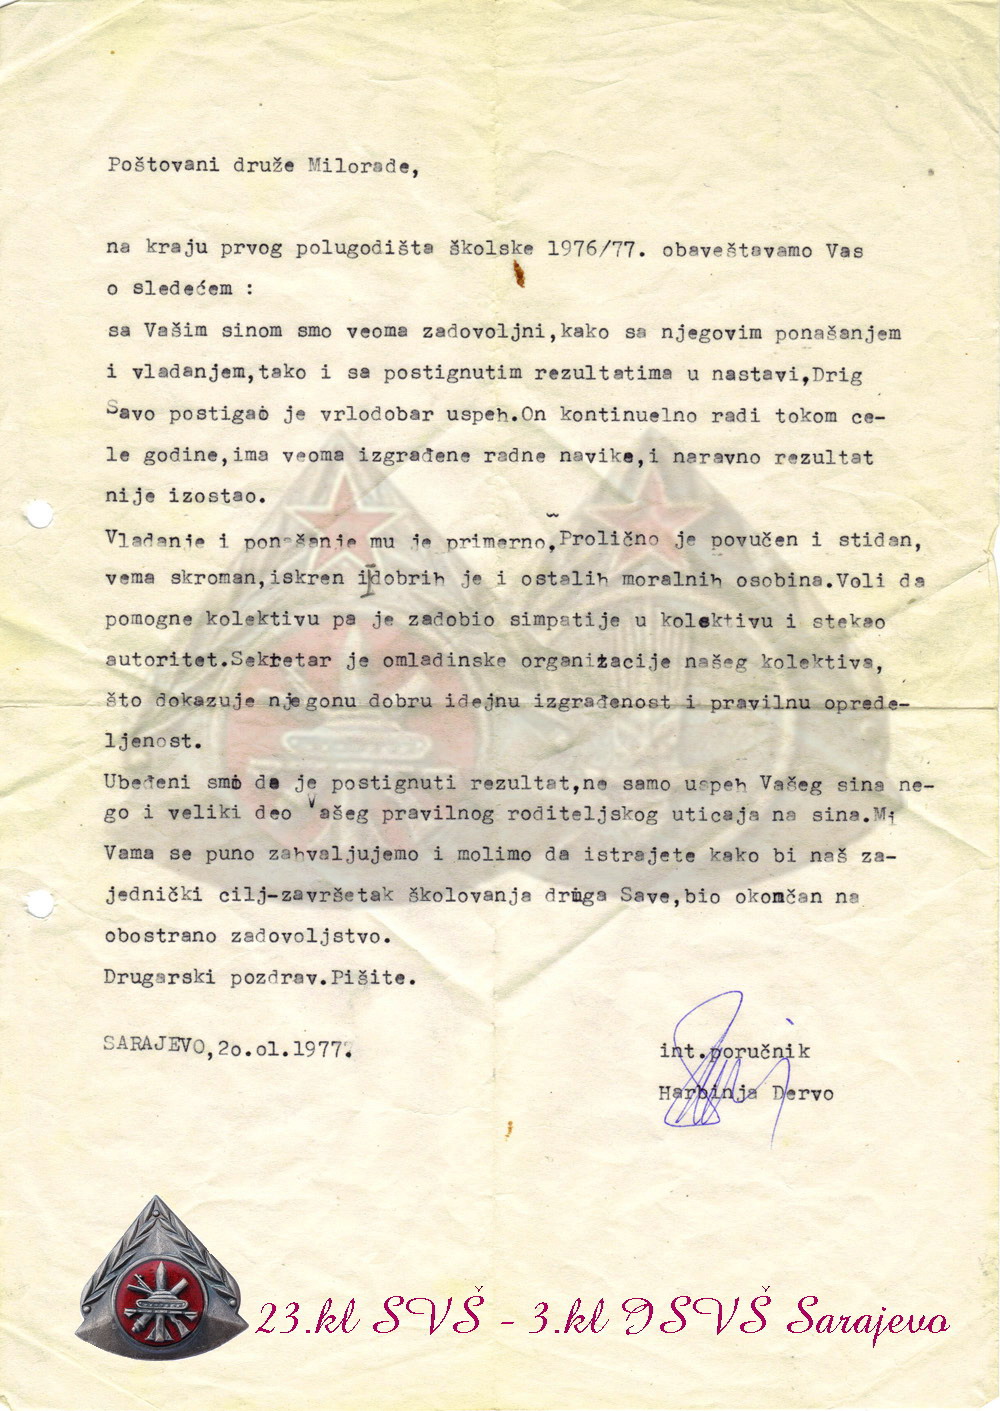 Poštovani druže Milorade,
na kraju prvog polugodišta školske 1976/77. obaveštavamo Vas
o sledećem :
sa Vašim sinom smo veoma zadovoljni,kako sa njegovim ponašanjem
i vladanjem,tako i sa postignutim rezultatima u nastavi,Drig
Savo postigao je vrlodobar uspeh.On kontinuelno radi tokom ce-
le godine,ima veoma izgrađene radne navike,i naravno rezultat
nije izostao.
Vladanje i ponašanje mu je primerno,Prolično je povučen i stidan,
vema skroman,iskren i dobrih je i ostalih moralnih osobina.Voli da
pomogne kolektivu pa je zadobio simpatije u kolektivu i stekao
autoritet.Sekretar je omladinske organizacije našeg kolektiva,
što dokazuje njegonu dobru idejnu izgrađenost i pravilnu oprede-
ljenost.
Ubeđeni smo da je postignuti rezultat,ne samo uspeh Vašeg sina ne-
go i veliki deo Vašeg pravilnog roditeljskog uticaja na sina.Mi
Vama se puno zahvaljujemo i molimo da istrajete kako bi naš za-
jednički cilj-završetak školovanja druga Save,bio okončan na
obostrano zadovoljstvo.
Drugarski pozdrav.Pišite.
SARAJEVO,2o.o1.1977.
int.poručnik
Harbinja Dervo
23.kl SVŠ - 3.kl ISVŠ Sarajevo